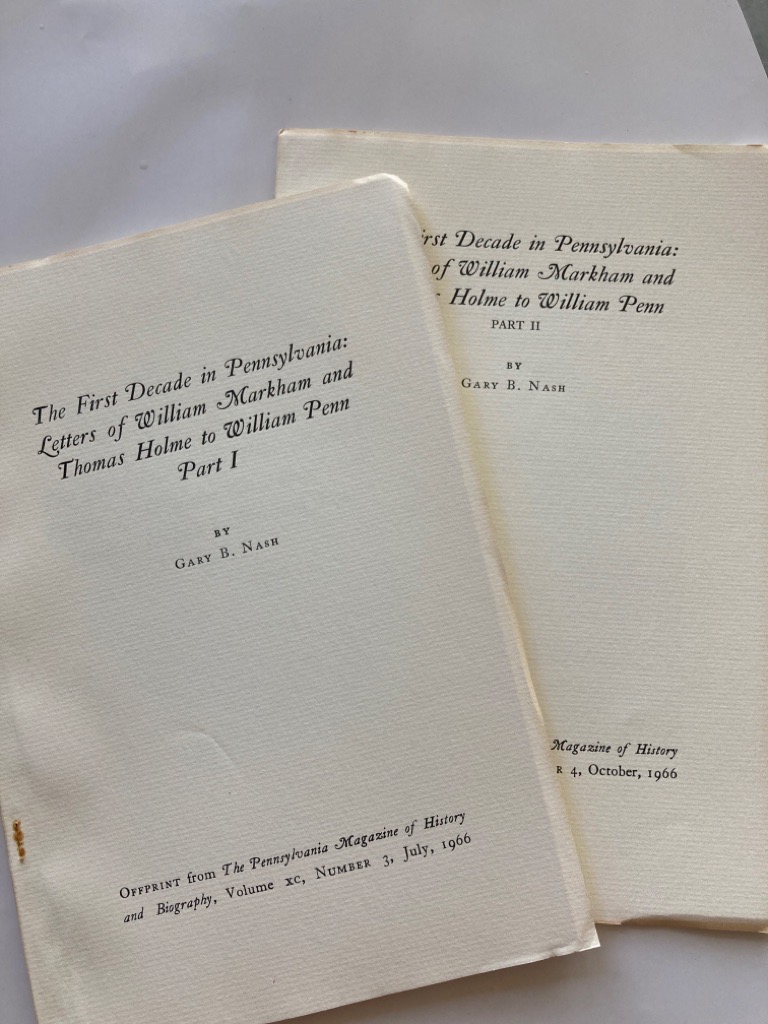 The First Decade in Pennsylvania:
Letters of William Markham and
Thomas Holme to William Penn
Part I
BY
GARY B. NASH
OFFPRINT from The Pennsylvania Magazine of History
and Biography, Volume XC, NUMBER 3, July, 1966
Decade in Pennsylvania:
of William Markham and
Holme to William Penn
PART II
BY
GARY B. NASH
Magazine of History
4, October, 1966